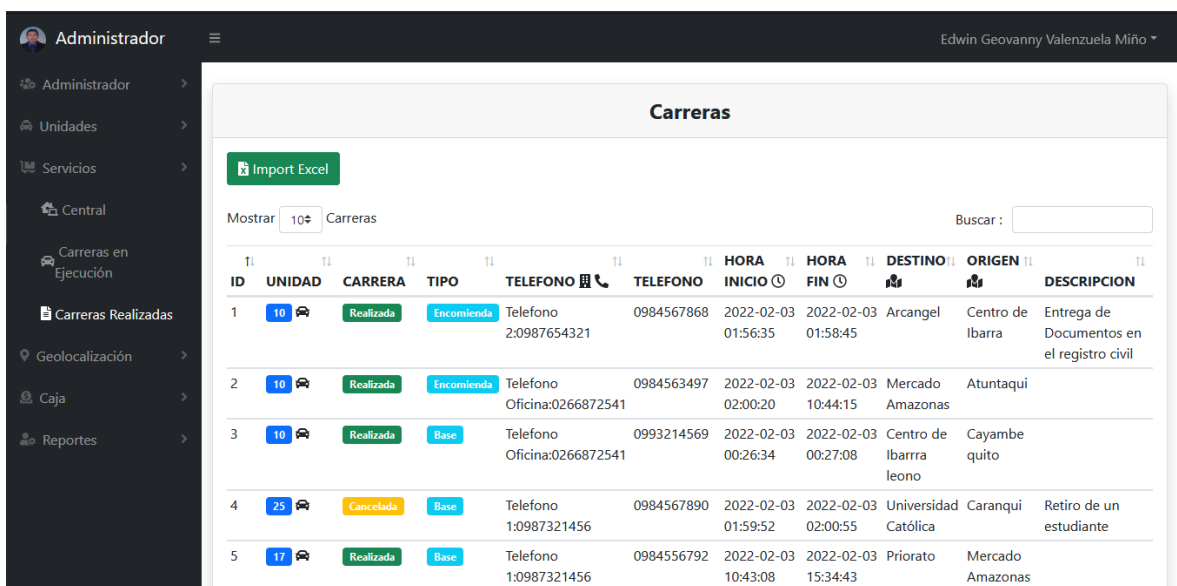 Administrador
Edwin Geovanny Valenzuela Miño
Administrador
Unidades
Servicios
Central
Carreras en
Ejecución
Carreras Realizadas
Geolocalización
Caja
Reportes
Carreras
Import Excel
Mostrar 10 Carreras
Buscar :
ID UNIDAD CARRERA TIPO TELEFONO TELEFONO HORA INICIO HORA FIN DESTINO ORIGEN DESCRIPCION
1 10 Realizada Encomienda Telefono 0984567868 2022-02-03 2022-02-03 Arcangel Centro de Entrega de
2:0987654321 01:56:35 01:58:45 Ibarra Documentos en
el registro civil
2 10 Realizada Encomienda Telefono 0984563497 2022-02-03 2022-02-03 Mercado Atuntaqui
Oficina:0266872541 02:00:20 10:44:15 Amazonas
3 10 Realizada Base Telefono 0993214569 2022-02-03 2022-02-03 Centro de Cayambe
Oficina:0266872541 00:26:34 00:27:08 Ibarrra quito
leono
4 25 Cancelada Base Telefono 0984567890 2022-02-03 2022-02-03 Universidad Caranqui Retiro de un
1:0987321456 01:59:52 02:00:55 Católica estudiante
5 17 Realizada Base Telefono 0984556792 2022-02-03 2022-02-03 Priorato Mercado
1:0987321456 10:43:08 15:34:43 Amazonas